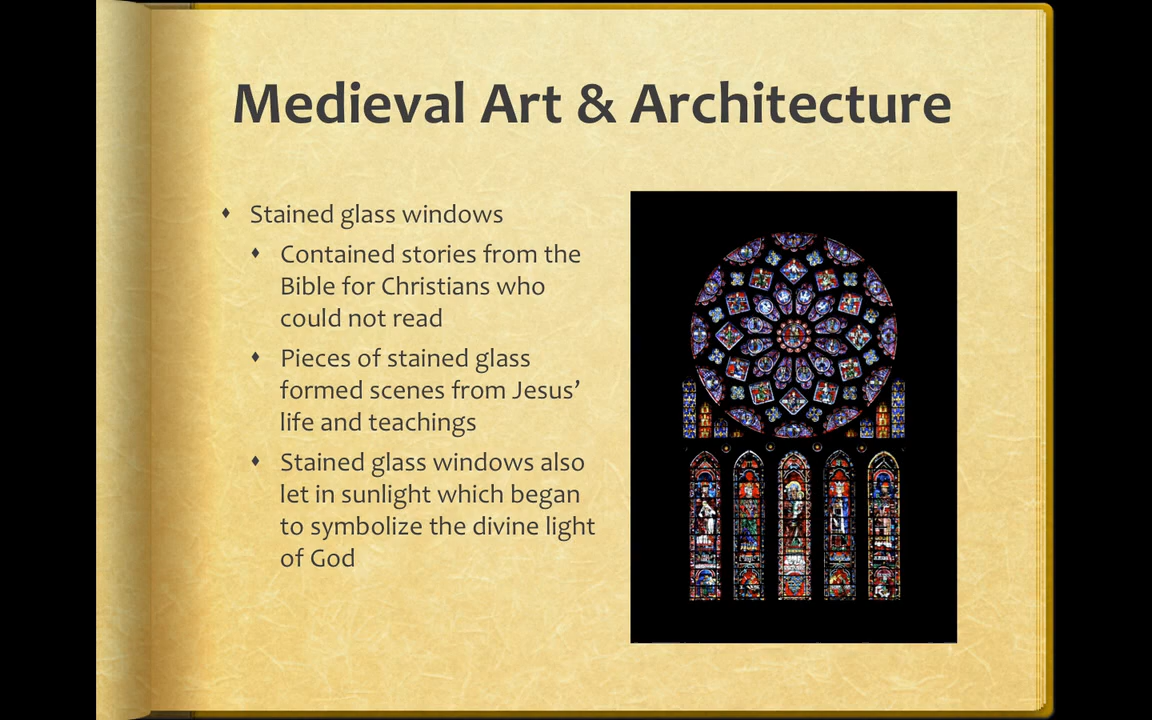 Medieval Art & Architecture
Stained glass windows
Contained stories from the
Bible for Christians who
could not read
Pieces of stained glass
formed scenes from Jesus’
life and teachings
Stained glass windows also
let in sunlight which began
to symbolize the divine light
of God